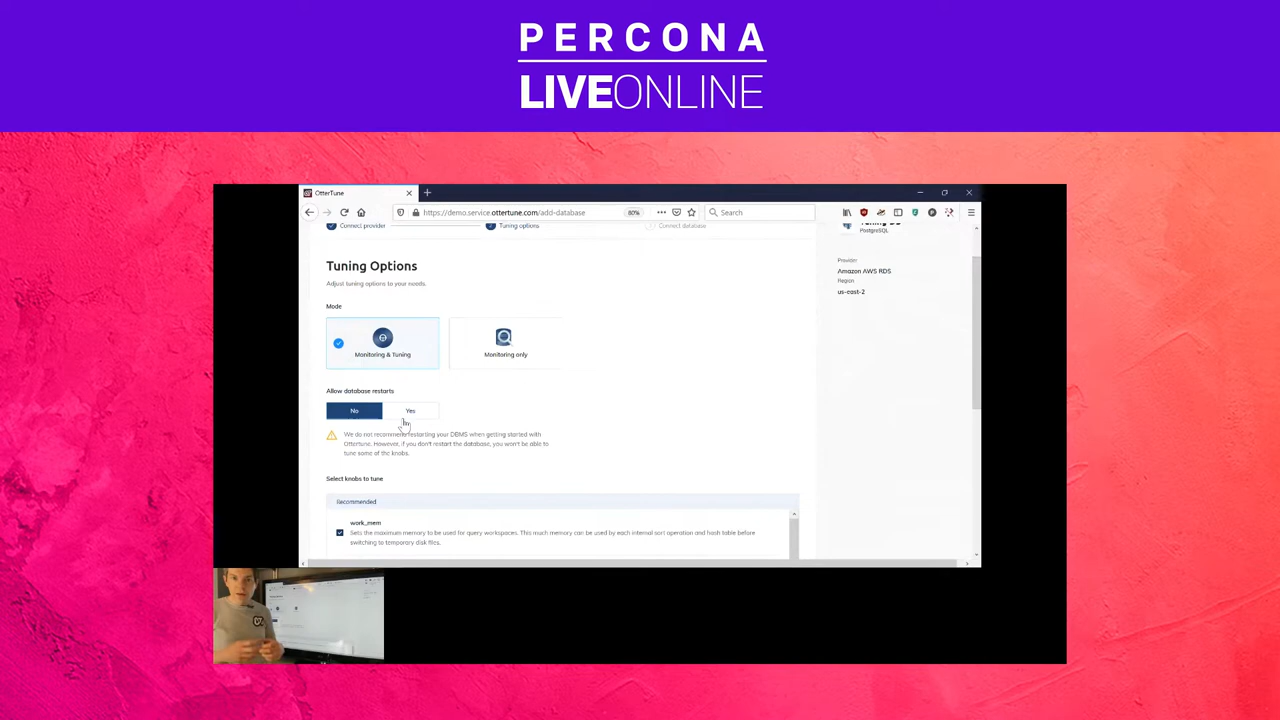 PERCONA
LIVEONLINE
OtterTune
https://demo.service.ottertune.com/add-database
80%
Search
Connect provider
Tuning options
Connect database
PostgreSQL
Tuning Options
Adjust tuning options to your needs.
Provider
Amazon AWS RDS
Region
us-east-2
Mode
Monitoring & Tuning
Monitoring only
Allow database restarts
No
Yes
We do not recommend restarting your DBMS when getting started with
Ottertune. However, if you don't restart the database, you won't be able to
tune some of the knobs.
Select knobs to tune
Recommended
work_mem
Sets the maximum memory to be used for query workspaces. This much memory can be used by each internal sort operation and hash table before
switching to temporary disk files.